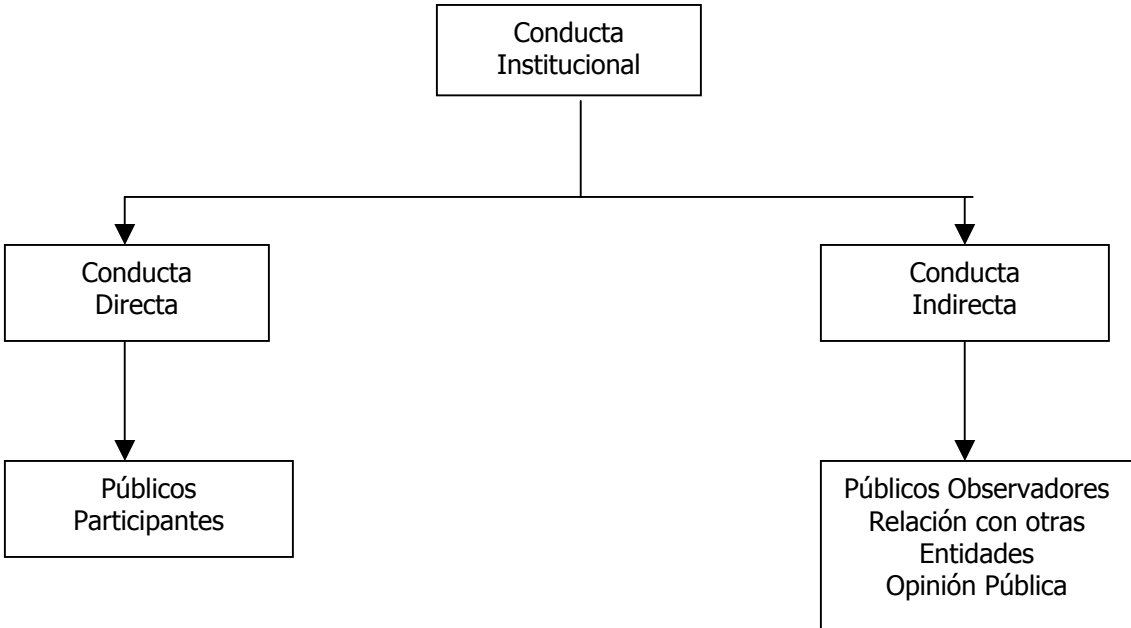 Conducta
Institucional
Conducta
Directa
Conducta
Indirecta
Públicos
Participantes
Públicos Observadores
Relación con otras
Entidades
Opinión Pública